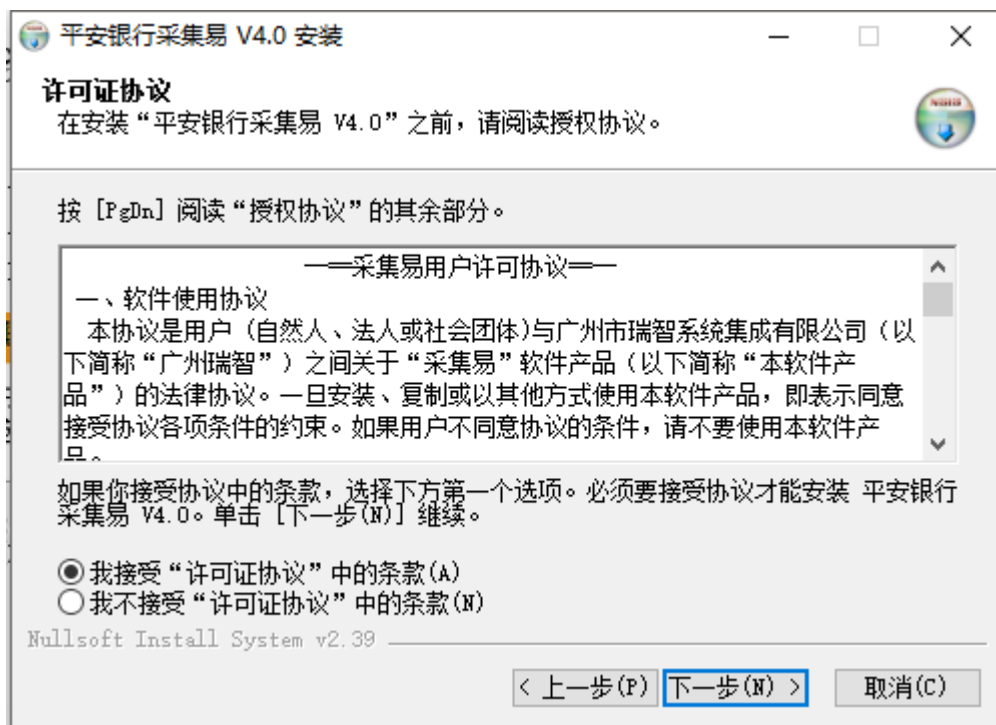 平安银行采集易 V4.0 安装
许可证协议
在安装“平安银行采集易 V4.0”之前，请阅读授权协议。
按 [PgDn] 阅读“授权协议”的其余部分。
一══采集易用户许可协议══一
一、软件使用协议
本协议是用户（自然人、法人或社会团体)与广州市瑞智系统集成有限公司（以
下简称“广州瑞智”）之间关于“采集易”软件产品（以下简称“本软件产
品”）的法律协议。一旦安装、复制或以其他方式使用本软件产品，即表示同意
接受协议各项条件的约束。如果用户不同意协议的条件，请不要使用本软件产
品。
如果你接受协议中的条款，选择下方第一个选项。必须要接受协议才能安装 平安银行
采集易 V4.0。单击 [下一步(N)] 继续。
我接受“许可证协议”中的条款(A)
我不接受“许可证协议”中的条款(N)
Nullsoft Install System v2.39
< 上一步(P) 下一步(N) > 取消(C)